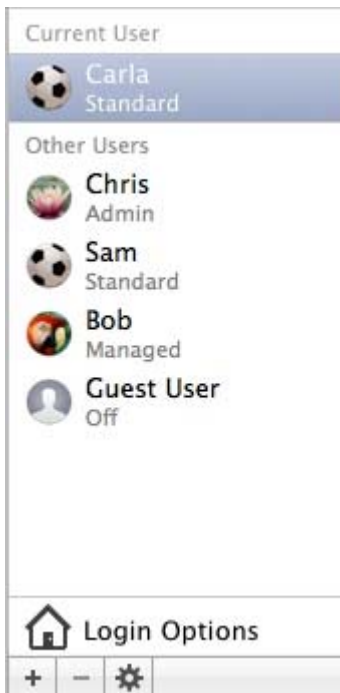 Current User
Carla
Standard
Other Users
Chris
Admin
Sam
Standard
Bob
Managed
Guest User
Off
Login Options
+ −